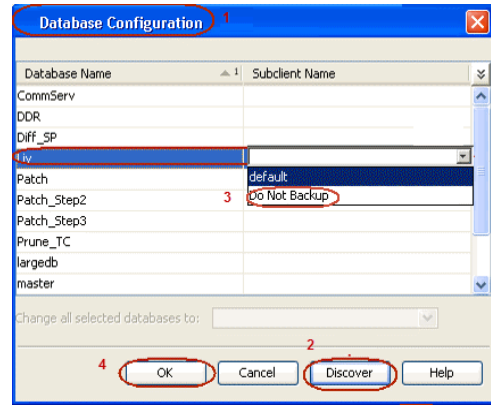 Database Configuration 1
Database Name 1 Subclient Name
CommServ
DDR
Diff_SP
Liv
Patch default
Patch_Step2 3 Do Not Backup
Patch_Step3
Prune_TC
largedb
master
Change all selected databases to:
2
4 OK Cancel Discover Help